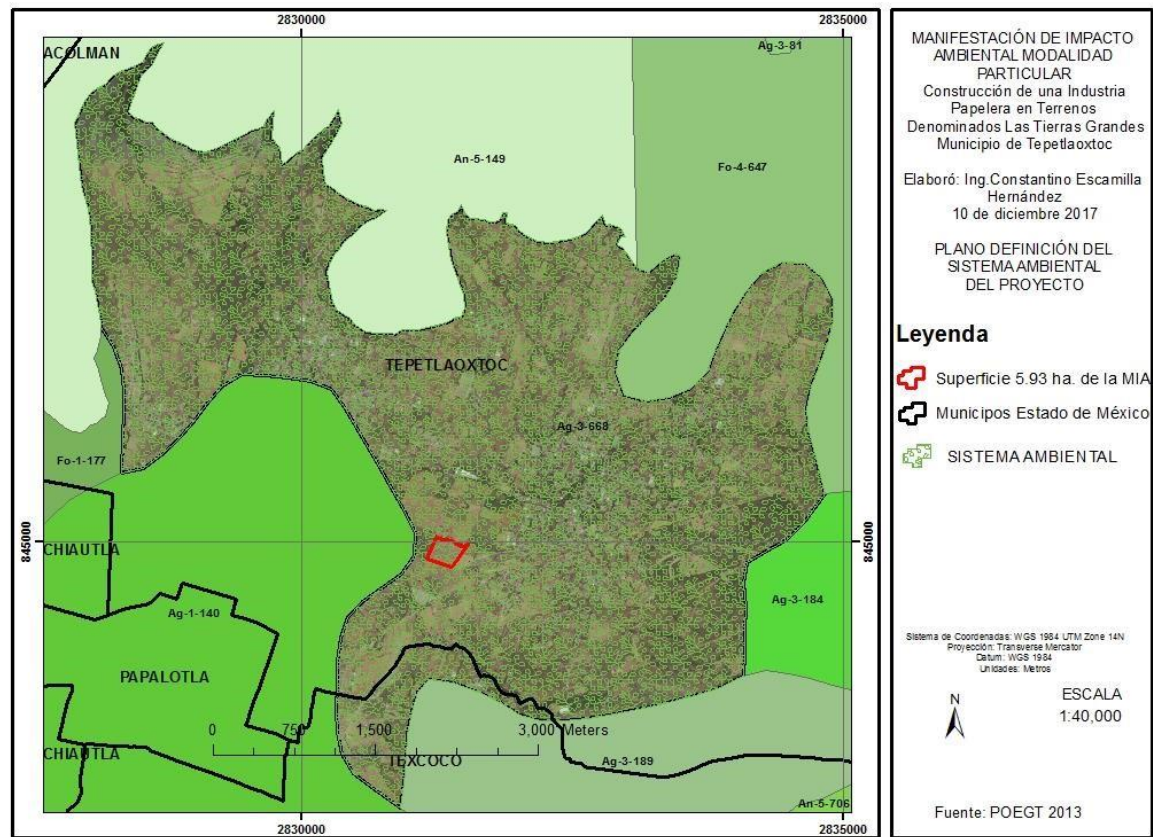 2830000
2835000
ACOLMAN
Ag-3-81
An-5-149
Fo-4-647
TEPETLAOXTOC
Ag-3-668
Fo-1-177
845000
845000
CHIAUTLA
Ag-3-184
Ag-1-140
PAPALOTLA
0 750 1,500 3,000 Meters
CHIAUTLA
TEXCOCO
Ag-3-189
An-5-706
2830000
2835000
MANIFESTACIÓN DE IMPACTO
AMBIENTAL MODALIDAD
PARTICULAR
Construcción de una Industria
Papelera en Terrenos
Denominados Las Tierras Grandes
Municipio de Tepetlaoxtoc
Elaboró: Ing.Constantino Escamilla
Hernández
10 de diciembre 2017
PLANO DEFINICIÓN DEL
SISTEMA AMBIENTAL
DEL PROYECTO
Leyenda
Superficie 5.93 ha. de la MIA
Municipos Estado de México
SISTEMA AMBIENTAL
Sistema de Coordenadas: WGS 1984 UTM Zone 14N
Proyección: Transverse Mercator
Datum: WGS 1984
Unidades: Metros
N
ESCALA
1:40,000
Fuente: POEGT 2013